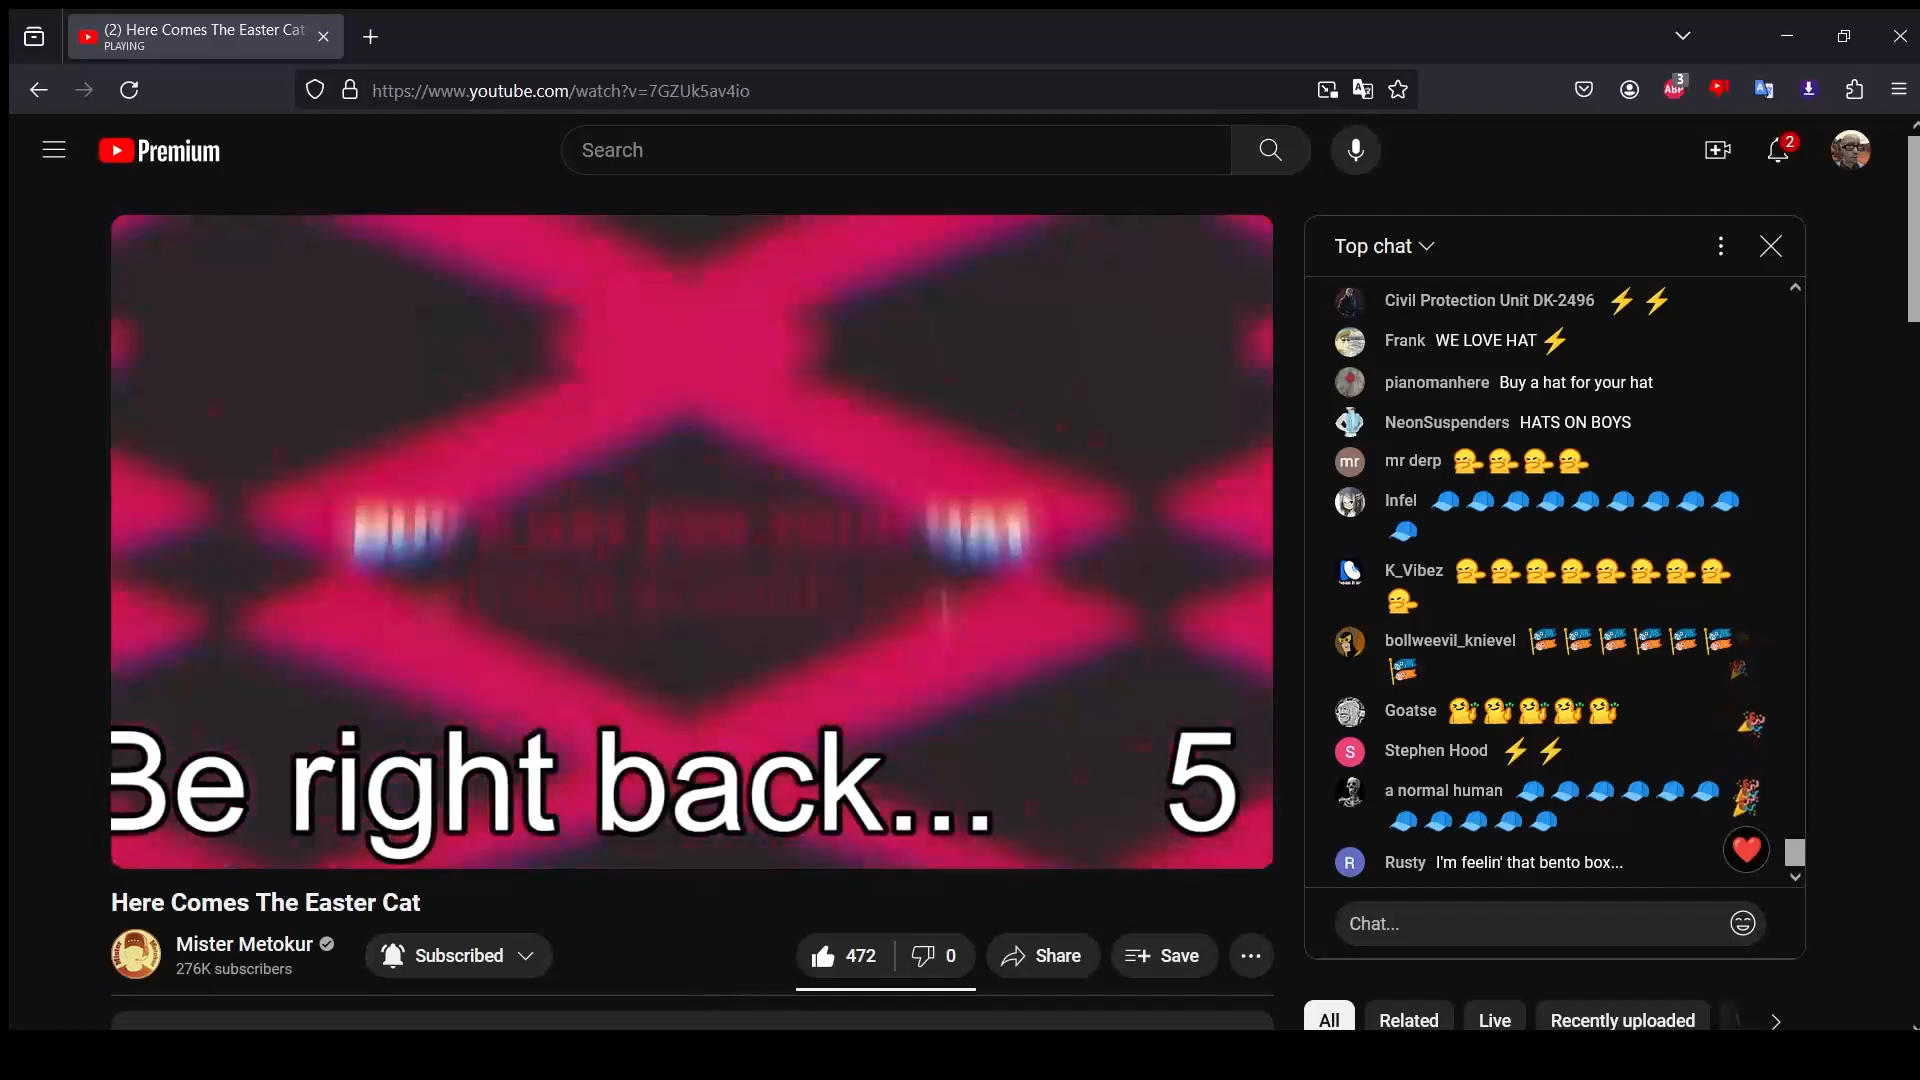 (2) Here Comes The Easter Cat
PLAYING
https://www.youtube.com/watch?v=7GZUk5av4io
3
ABP
Premium
Search
2
Be right back... 5
Here Comes The Easter Cat
Mister Metokur
276K subscribers
Subscribed
472
0
Share
Save
Top chat
Civil Protection Unit DK-2496 ⚡⚡
Frank WE LOVE HAT ⚡
pianomanhere Buy a hat for your hat
NeonSuspenders HATS ON BOYS
mr
mr derp
Infel 🧢🧢🧢🧢🧢🧢🧢🧢🧢
🧢
K_Vibez
bollweevil_knievel
Goatse
S
Stephen Hood ⚡⚡
a normal human 🧢🧢🧢🧢🧢🧢
🧢🧢🧢🧢🧢
R
Rusty I'm feelin' that bento box...
Chat...
All
Related
Live
Recently uploaded